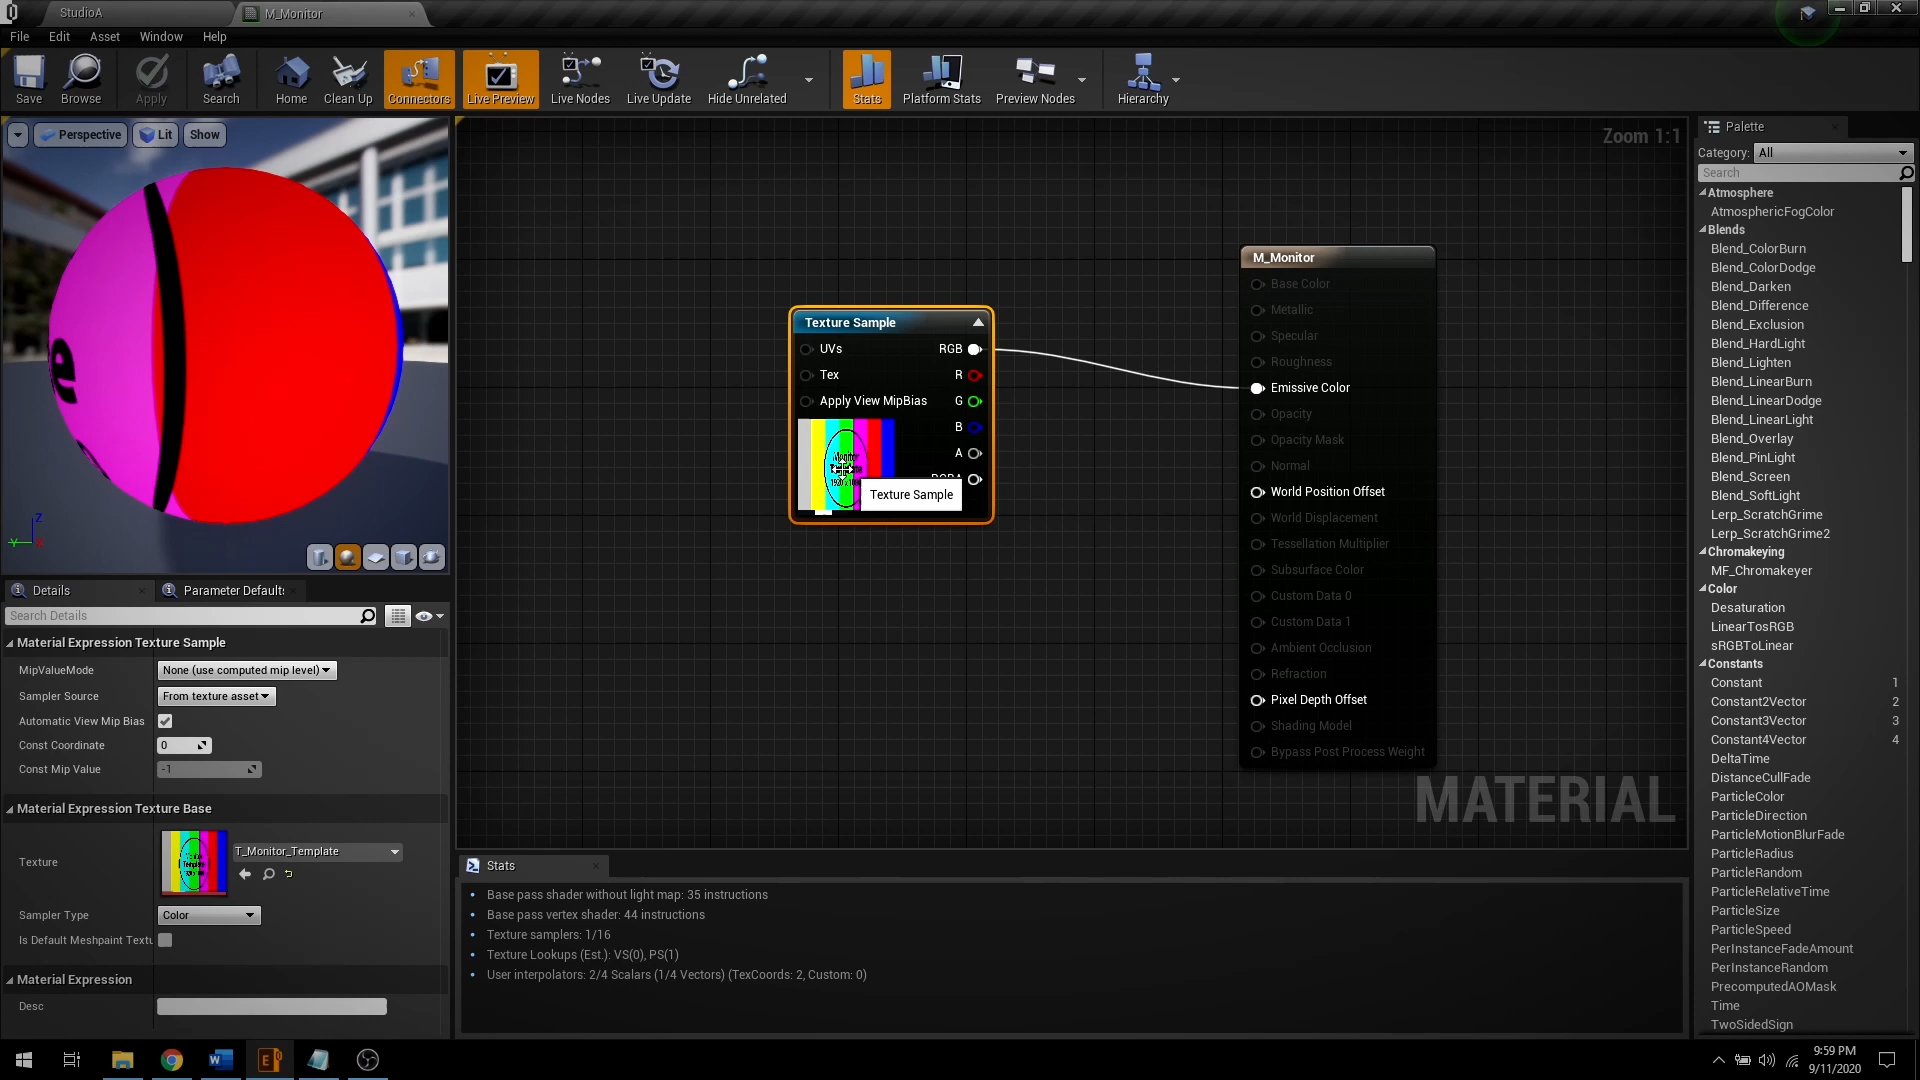 StudioA
M_Monitor
File Edit Asset Window Help
Save Browse Apply Search Home Clean Up Connectors Live Preview Live Nodes Live Update Hide Unrelated Stats Platform Stats Preview Nodes Hierarchy
Perspective Lit Show
Zoom 1:1
e
Z
Y
M_Monitor
Base Color
Metallic
Specular
Roughness
Emissive Color
Opacity
Opacity Mask
Normal
World Position Offset
World Displacement
Tessellation Multiplier
Subsurface Color
Custom Data 0
Custom Data 1
Ambient Occlusion
Refraction
Pixel Depth Offset
Shading Model
Bypass Post Process Weight
Texture Sample
UVs RGB
Tex R
Apply View MipBias G
B
A
RGBA
Monitor
Texture Sample
MATERIAL
Details
Parameter Defaults
Search Details
Material Expression Texture Sample
MipValueMode None (use computed mip level)
Sampler Source From texture asset
Automatic View Mip Bias
Const Coordinate 0
Const Mip Value -1
Material Expression Texture Base
Texture T_Monitor_Template
Sampler Type Color
Is Default Meshpaint Textu
Material Expression
Desc
Stats
Base pass shader without light map: 35 instructions
Base pass vertex shader: 44 instructions
Texture samplers: 1/16
Texture Lookups (Est.): VS(0), PS(1)
User interpolators: 2/4 Scalars (1/4 Vectors) (TexCoords: 2, Custom: 0)
Palette
Category: All
Search
Atmosphere
AtmosphericFogColor
Blends
Blend_ColorBurn
Blend_ColorDodge
Blend_Darken
Blend_Difference
Blend_Exclusion
Blend_HardLight
Blend_Lighten
Blend_LinearBurn
Blend_LinearDodge
Blend_LinearLight
Blend_Overlay
Blend_PinLight
Blend_Screen
Blend_SoftLight
Lerp_ScratchGrime
Lerp_ScratchGrime2
Chromakeying
MF_Chromakeyer
Color
Desaturation
LinearTosRGB
sRGBToLinear
Constants
Constant 1
Constant2Vector 2
Constant3Vector 3
Constant4Vector 4
DeltaTime
DistanceCullFade
ParticleColor
ParticleDirection
ParticleMotionBlurFade
ParticleRadius
ParticleRandom
ParticleRelativeTime
ParticleSize
ParticleSpeed
PerInstanceFadeAmount
PerInstanceRandom
PrecomputedAOMask
Time
TwoSidedSign
9:59 PM
9/11/2020